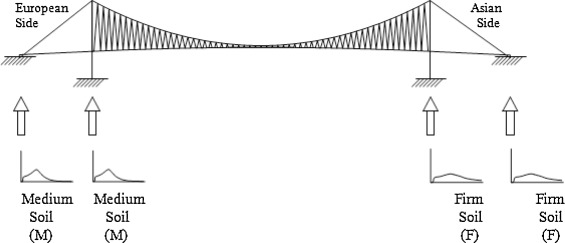 European
Side
Asian
Side
Medium
Soil
(M)
Medium
Soil
(M)
Firm
Soil
(F)
Firm
Soil
(F)